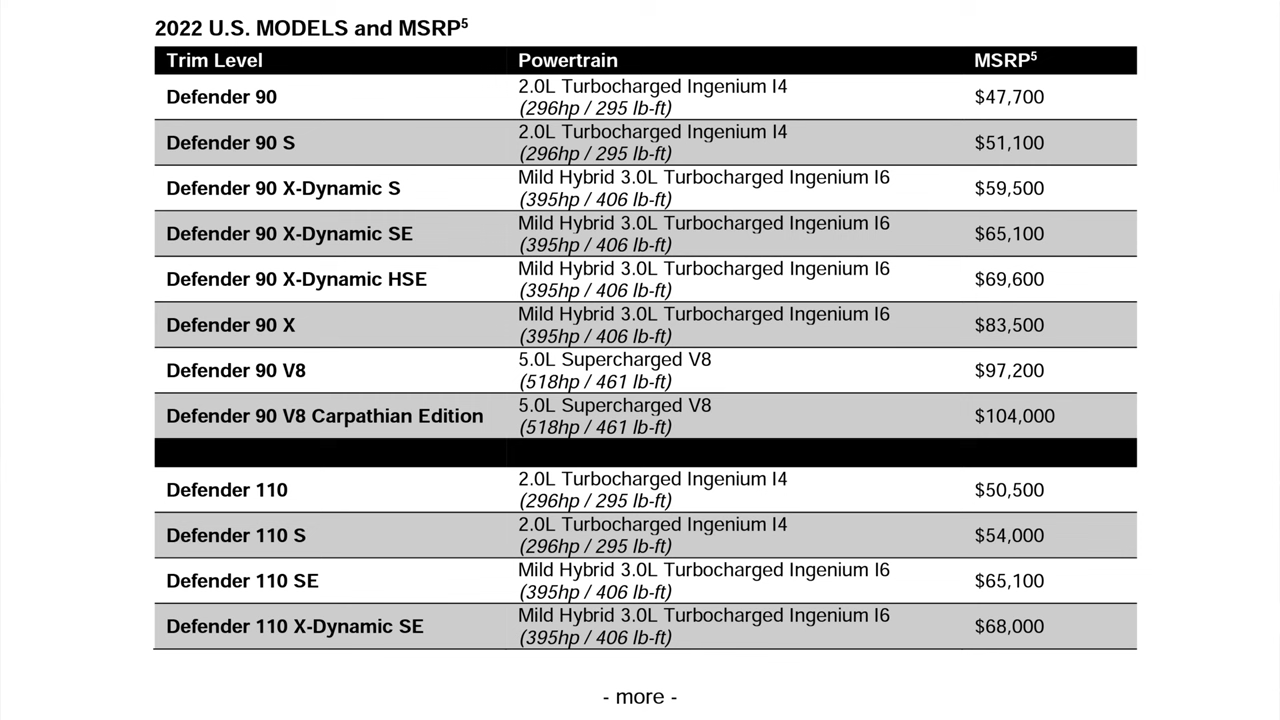 2022 U.S. MODELS and MSRP⁵
Trim Level Powertrain MSRP⁵
Defender 90 2.0L Turbocharged Ingenium I4 (296hp / 295 lb-ft) $47,700
Defender 90 S 2.0L Turbocharged Ingenium I4 (296hp / 295 lb-ft) $51,100
Defender 90 X-Dynamic S Mild Hybrid 3.0L Turbocharged Ingenium I6 (395hp / 406 lb-ft) $59,500
Defender 90 X-Dynamic SE Mild Hybrid 3.0L Turbocharged Ingenium I6 (395hp / 406 lb-ft) $65,100
Defender 90 X-Dynamic HSE Mild Hybrid 3.0L Turbocharged Ingenium I6 (395hp / 406 lb-ft) $69,600
Defender 90 X Mild Hybrid 3.0L Turbocharged Ingenium I6 (395hp / 406 lb-ft) $83,500
Defender 90 V8 5.0L Supercharged V8 (518hp / 461 lb-ft) $97,200
Defender 90 V8 Carpathian Edition 5.0L Supercharged V8 (518hp / 461 lb-ft) $104,000
Defender 110 2.0L Turbocharged Ingenium I4 (296hp / 295 lb-ft) $50,500
Defender 110 S 2.0L Turbocharged Ingenium I4 (296hp / 295 lb-ft) $54,000
Defender 110 SE Mild Hybrid 3.0L Turbocharged Ingenium I6 (395hp / 406 lb-ft) $65,100
Defender 110 X-Dynamic SE Mild Hybrid 3.0L Turbocharged Ingenium I6 (395hp / 406 lb-ft) $68,000
- more -